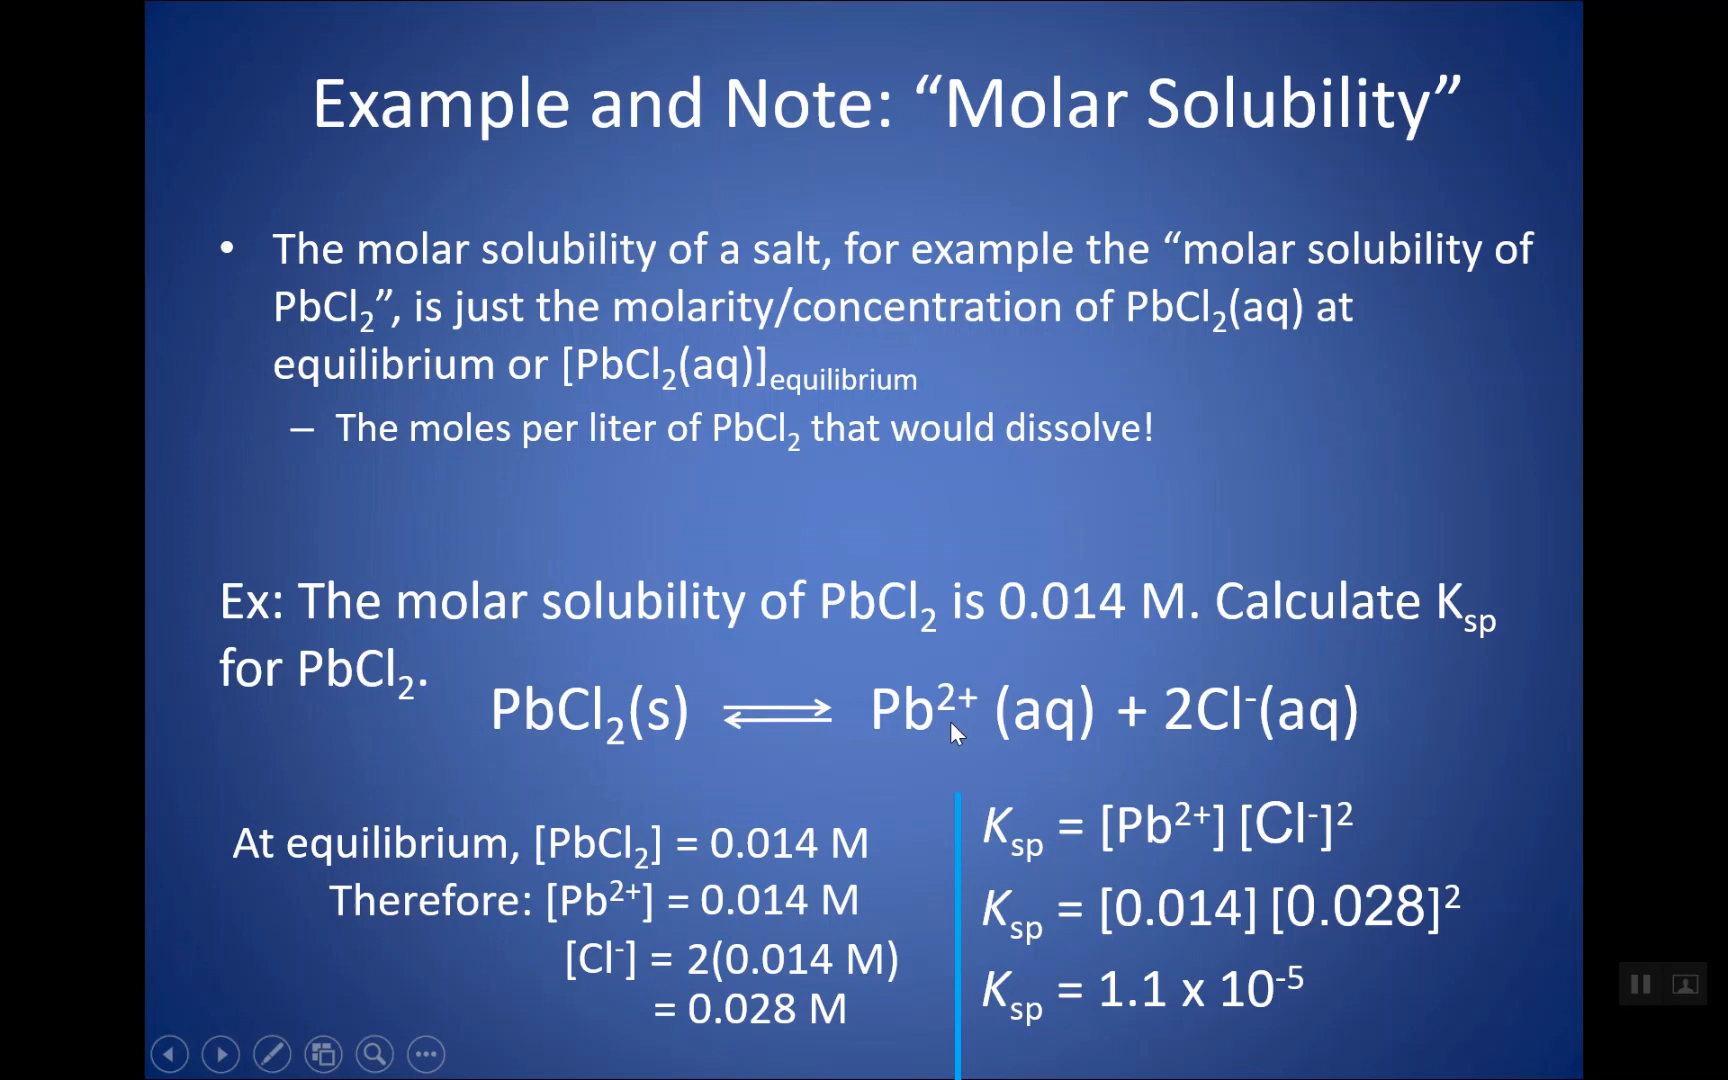 Example and Note: “Molar Solubility”
• The molar solubility of a salt, for example the “molar solubility of
PbCl₂”, is just the molarity/concentration of PbCl₂(aq) at
equilibrium or [PbCl₂(aq)]equilibrium
– The moles per liter of PbCl₂ that would dissolve!
Ex: The molar solubility of PbCl₂ is 0.014 M. Calculate Ksp
for PbCl₂.
PbCl₂(s) ⇌ Pb²⁺ (aq) + 2Cl⁻(aq)
At equilibrium, [PbCl₂] = 0.014 M
Therefore: [Pb²⁺] = 0.014 M
[Cl⁻] = 2(0.014 M)
= 0.028 M
Ksp = [Pb²⁺] [Cl⁻]²
Ksp = [0.014] [0.028]²
Ksp = 1.1 x 10⁻⁵